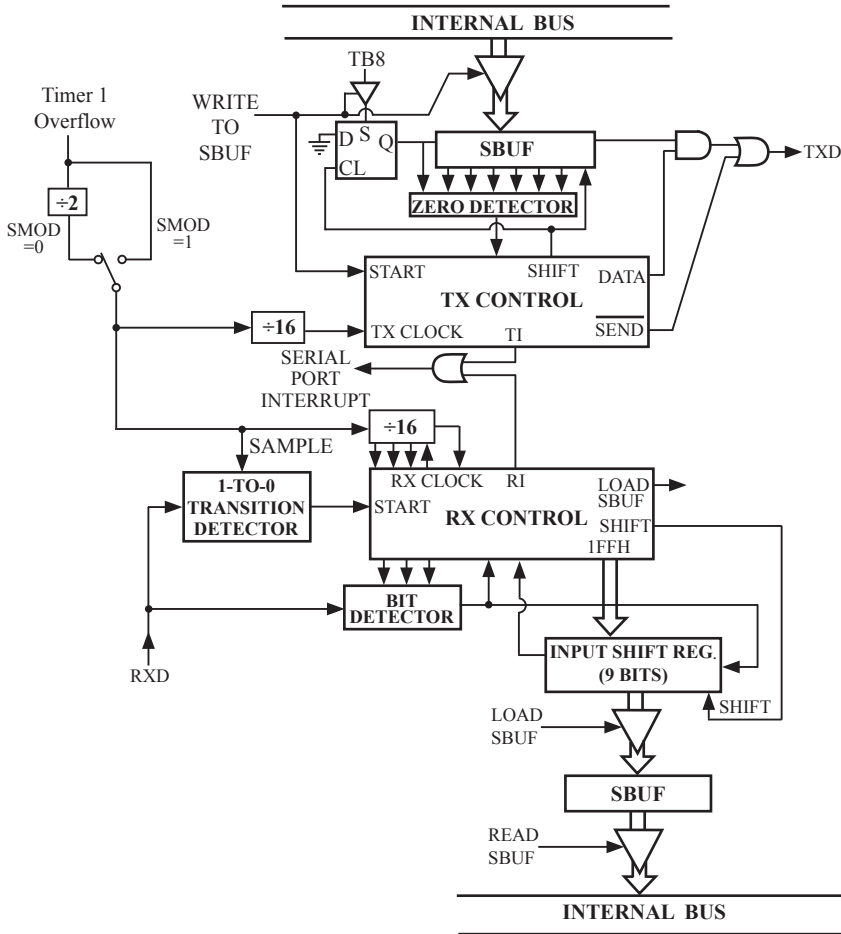 INTERNAL BUS
TB8
Timer 1
Overflow
WRITE
TO
SBUF
D S Q
CL
SBUF
TXD
÷2
SMOD
=0
SMOD
=1
ZERO DETECTOR
START
SHIFT
DATA
TX CONTROL
÷16
TX CLOCK
TI
SEND
SERIAL
PORT
INTERRUPT
÷16
SAMPLE
RX CLOCK
RI
LOAD
SBUF
1-TO-0
TRANSITION
DETECTOR
START
RX CONTROL
SHIFT
1FFH
BIT
DETECTOR
RXD
INPUT SHIFT REG.
(9 BITS)
SHIFT
LOAD
SBUF
SBUF
READ
SBUF
INTERNAL BUS